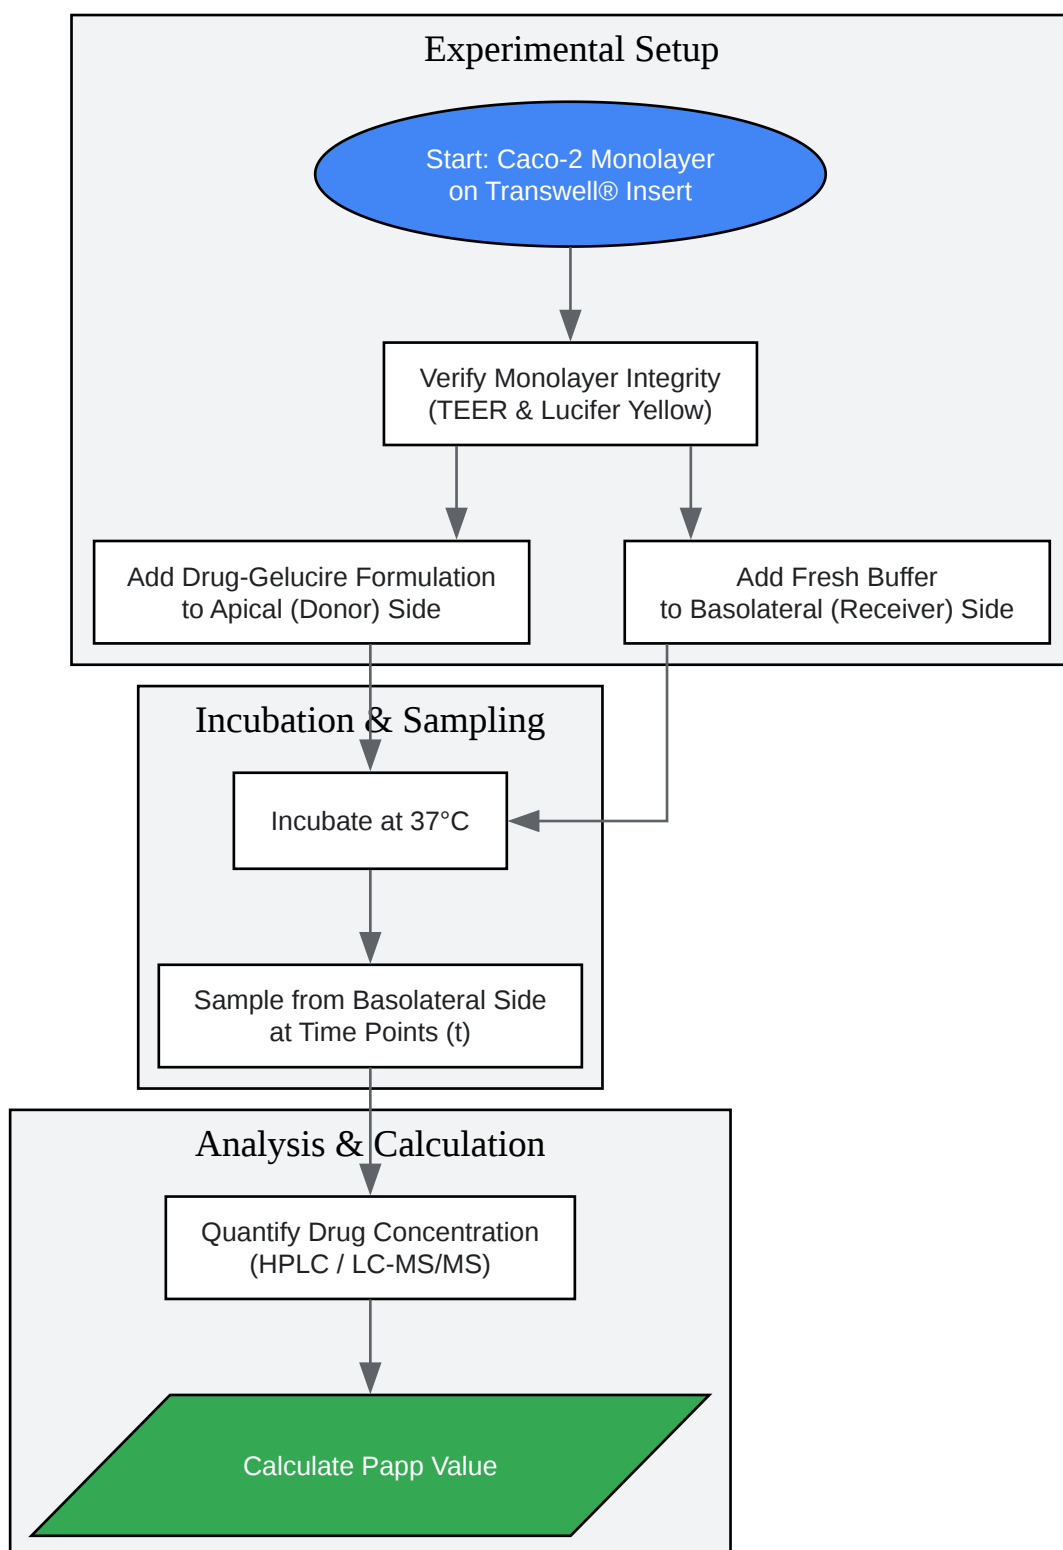 Experimental Setup
Start: Caco-2 Monolayer
on Transwell® Insert
Verify Monolayer Integrity
(TEER & Lucifer Yellow)
Add Drug-Gelucire Formulation
to Apical (Donor) Side
Add Fresh Buffer
to Basolateral (Receiver) Side
Incubation & Sampling
Incubate at 37°C
Sample from Basolateral Side
at Time Points (t)
Analysis & Calculation
Quantify Drug Concentration
(HPLC / LC-MS/MS)
Calculate Papp Value